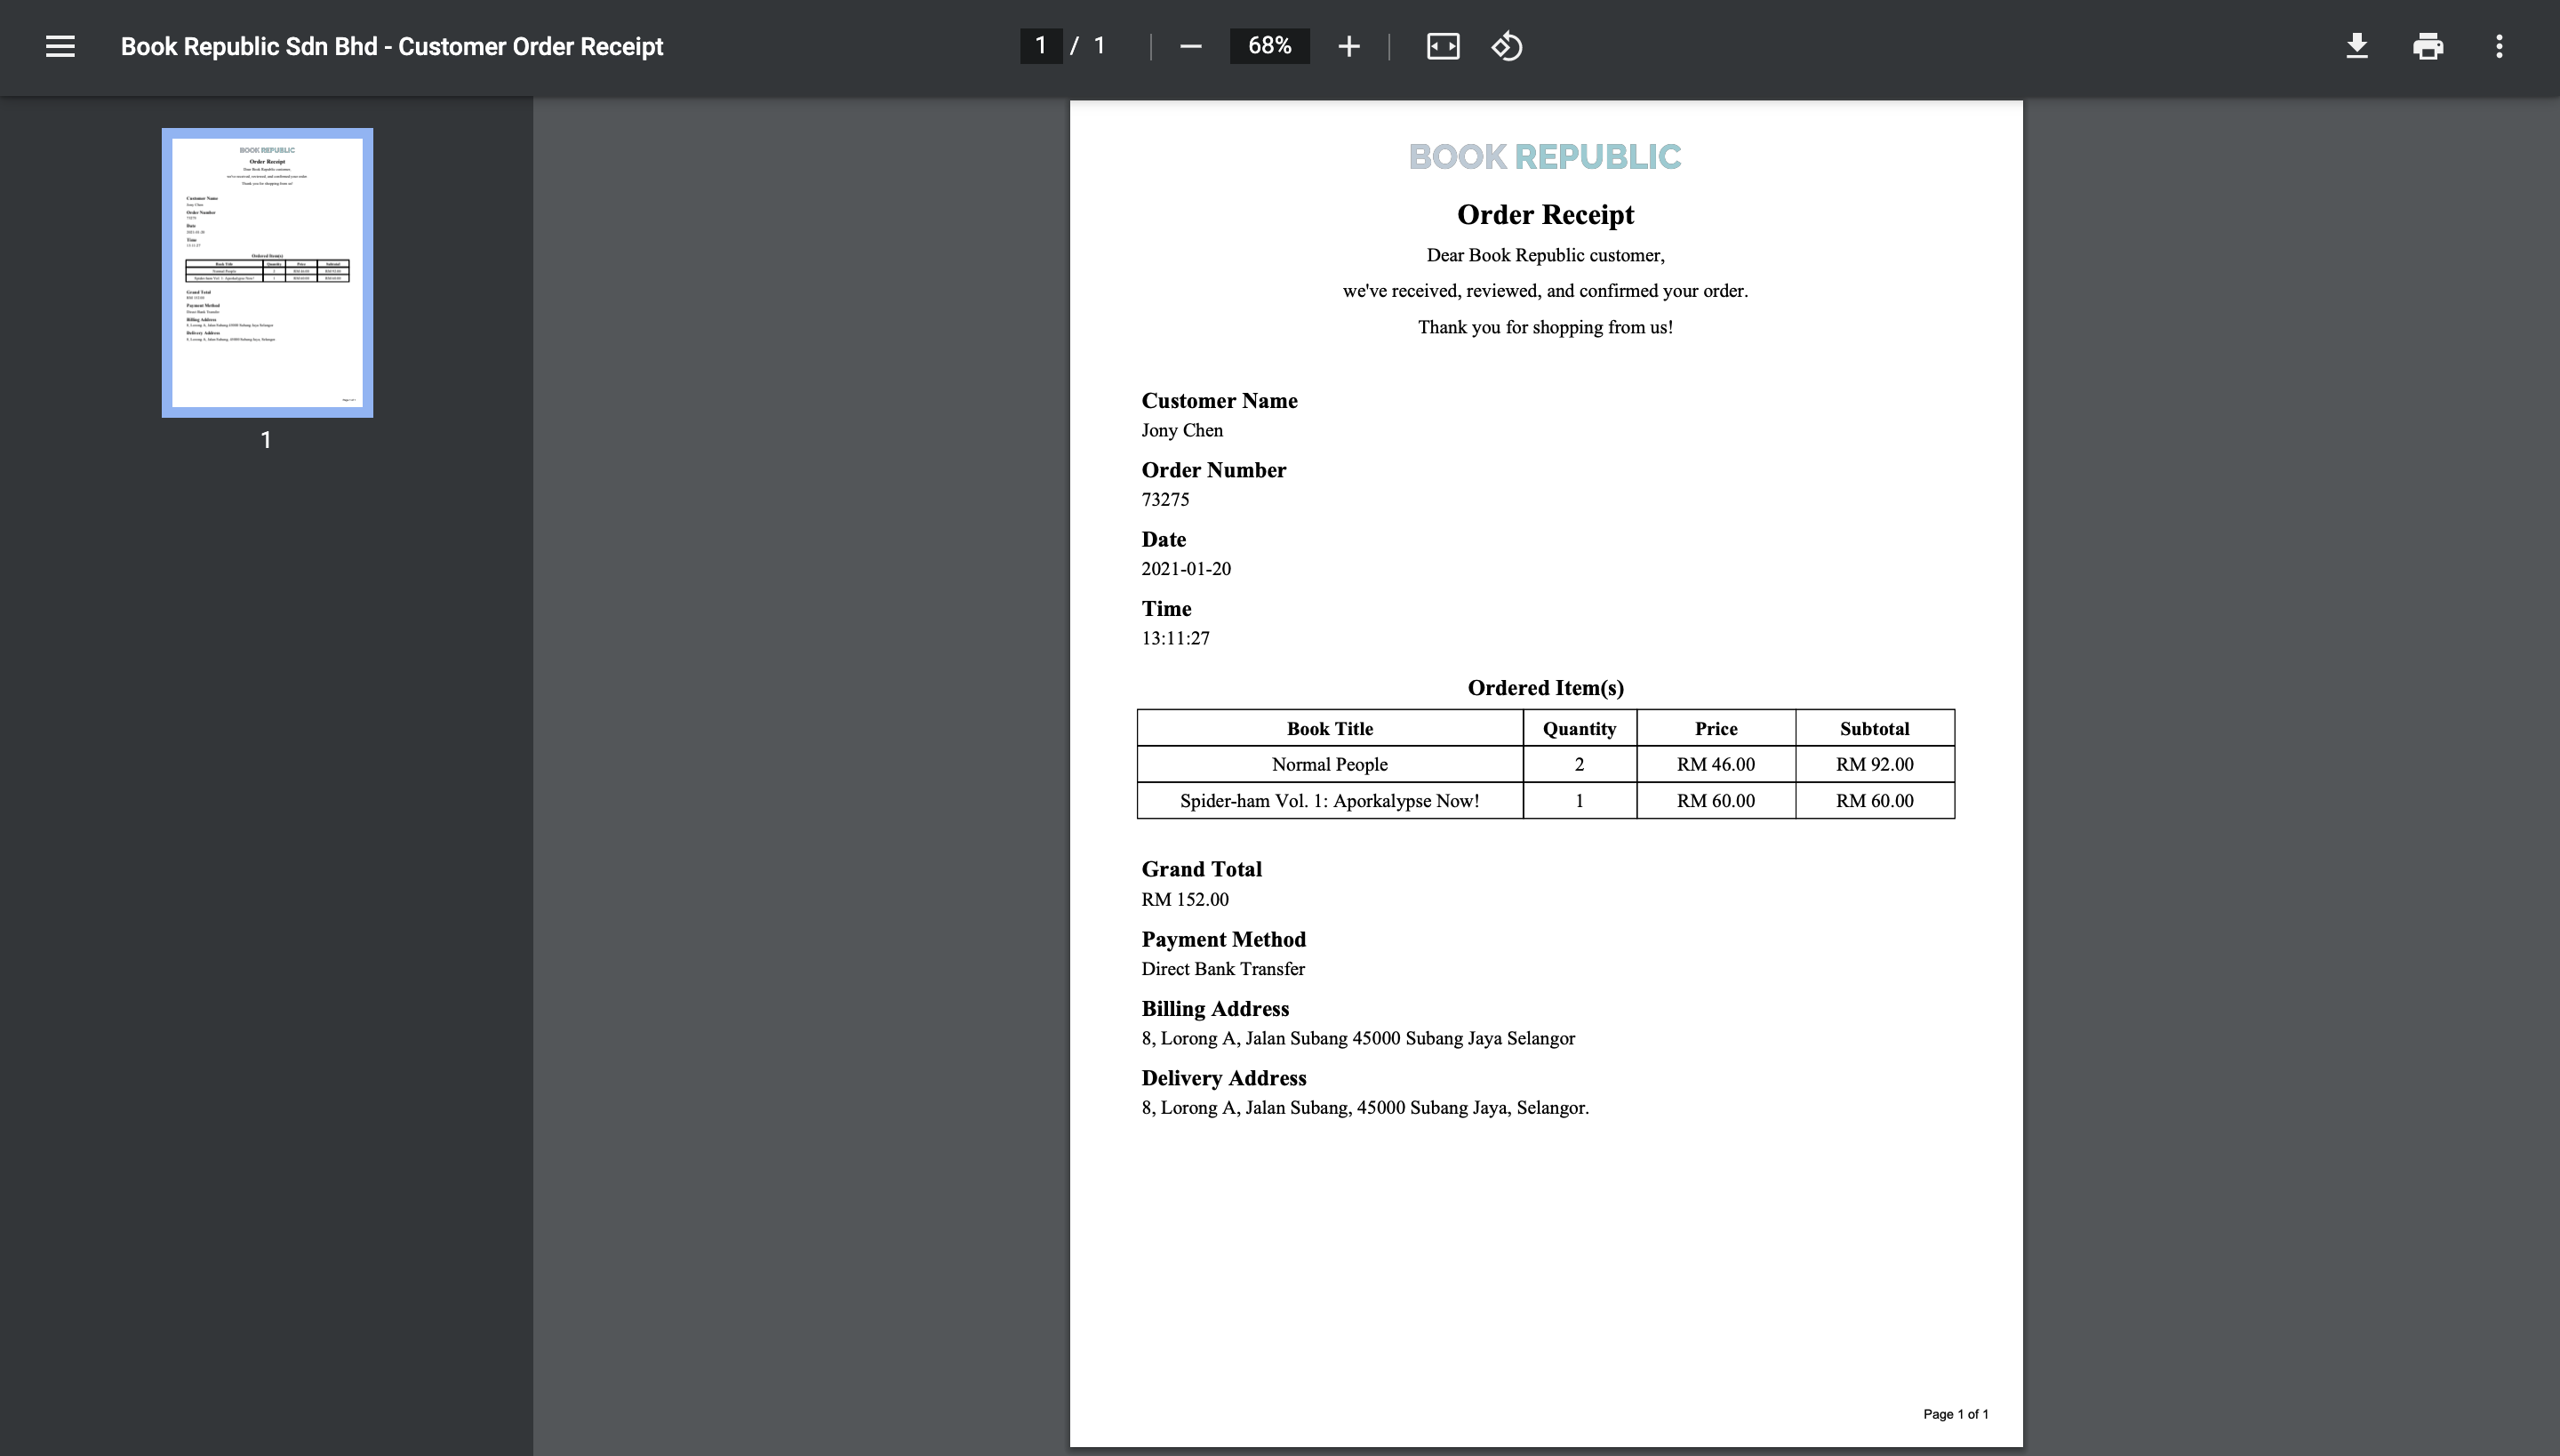 Book Republic Sdn Bhd - Customer Order Receipt
1 / 1
68%
BOOK REPUBLIC
Order Receipt
Dear Book Republic customer,
we've received, reviewed, and confirmed your order.
Thank you for shopping from us!
Customer Name
Jony Chen
Order Number
73275
Date
2021-01-20
Time
13:11:27
Ordered Item(s)
Book Title Quantity Price Subtotal
Normal People 2 RM 46.00 RM 92.00
Spider-ham Vol. 1: Aporkalypse Now! 1 RM 60.00 RM 60.00
Grand Total
RM 152.00
Payment Method
Direct Bank Transfer
Billing Address
8, Lorong A, Jalan Subang 45000 Subang Jaya Selangor
Delivery Address
8, Lorong A, Jalan Subang, 45000 Subang Jaya, Selangor.
Page 1 of 1
BOOK REPUBLIC
Order Receipt
1